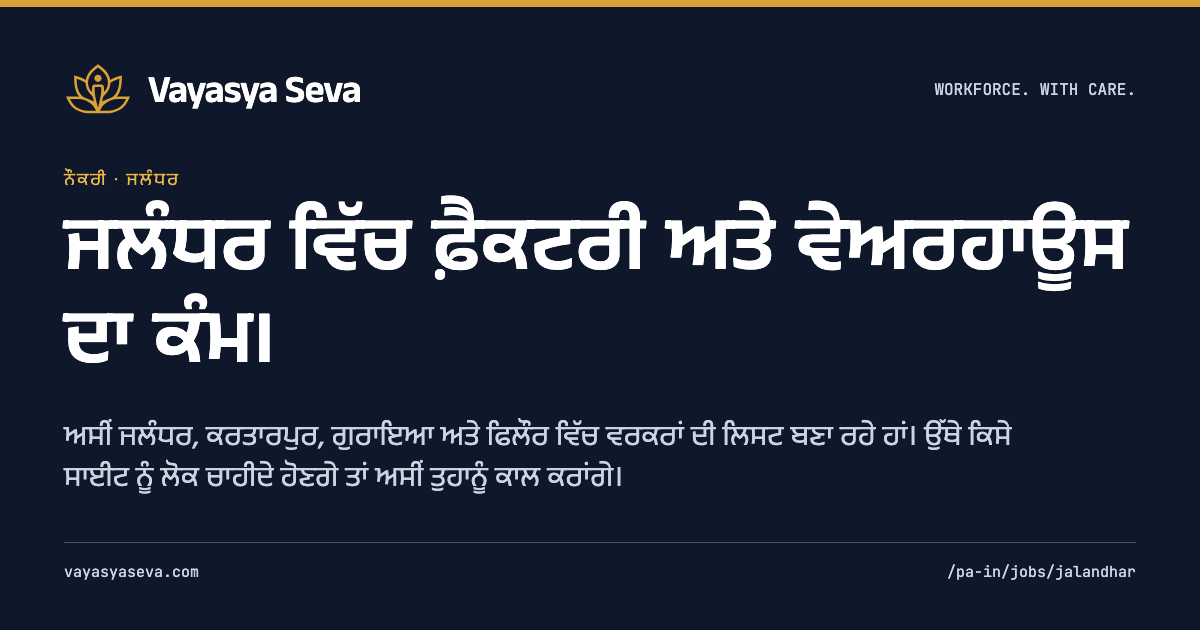 Vayasya Seva
WORKFORCE. WITH CARE.
ਨੌਕਰੀ · ਜਲੰਧਰ
ਜਲੰਧਰ ਵਿੱਚ ਫ਼ੈਕਟਰੀ ਅਤੇ ਵੇਅਰਹਾਊਸ
ਦਾ ਕੰਮ।
ਅਸੀਂ ਜਲੰਧਰ, ਕਰਤਾਰਪੁਰ, ਗੁਰਾਇਆ ਅਤੇ ਫਿਲੌਰ ਵਿੱਚ ਵਰਕਰਾਂ ਦੀ ਲਿਸਟ ਬਣਾ ਰਹੇ ਹਾਂ। ਉੱਥੇ ਕਿਸੇ
ਸਾਈਟ ਨੂੰ ਲੋਕ ਚਾਹੀਦੇ ਹੋਣਗੇ ਤਾਂ ਅਸੀਂ ਤੁਹਾਨੂੰ ਕਾਲ ਕਰਾਂਗੇ।
vayasyaseva.com
/pa-in/jobs/jalandhar